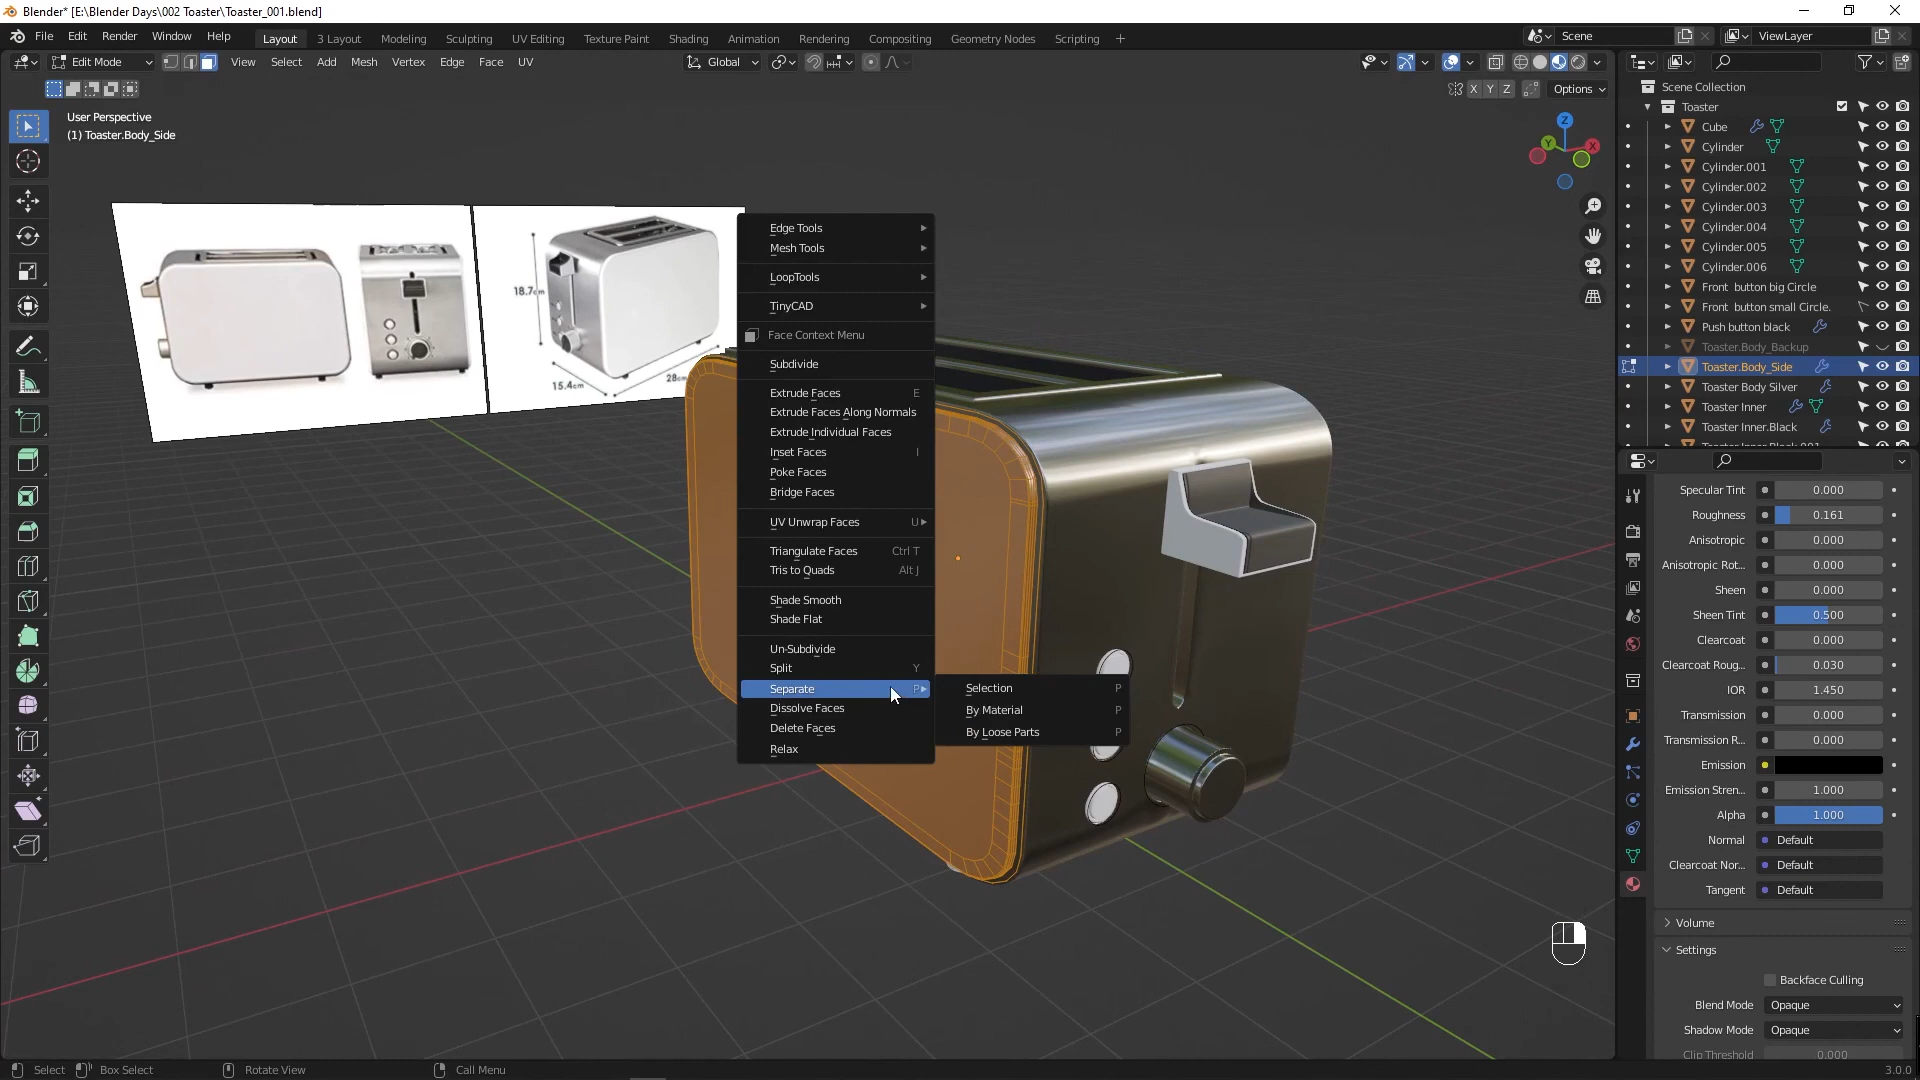 Blender* [E:\Blender Days\002 Toaster\Toaster_001.blend]
File Edit Render Window Help Layout 3 Layout Modeling Sculpting UV Editing Texture Paint Shading Animation Rendering Compositing Geometry Nodes Scripting + Scene ViewLayer
Edit Mode View Select Add Mesh Vertex Edge Face UV Global
X Y Z Options
User Perspective
(1) Toaster.Body_Side
Z
Y X
18.7cm
15.4cm
28cm
Edge Tools
Mesh Tools
LoopTools
TinyCAD
Face Context Menu
Subdivide
Extrude Faces E
Extrude Faces Along Normals
Extrude Individual Faces
Inset Faces I
Poke Faces
Bridge Faces
UV Unwrap Faces U
Triangulate Faces Ctrl T
Tris to Quads Alt J
Shade Smooth
Shade Flat
Un-Subdivide
Split Y
Separate P
Dissolve Faces
Delete Faces
Relax
Selection P
By Material P
By Loose Parts P
Scene Collection
Toaster
Cube
Cylinder
Cylinder.001
Cylinder.002
Cylinder.003
Cylinder.004
Cylinder.005
Cylinder.006
Front button big Circle
Front button small Circle.
Push button black
Toaster.Body_Backup
Toaster.Body_Side
Toaster Body Silver
Toaster Inner
Toaster Inner.Black
Toaster Inner.Black.001
Specular Tint 0.000
Roughness 0.161
Anisotropic 0.000
Anisotropic Rot... 0.000
Sheen 0.000
Sheen Tint 0.500
Clearcoat 0.000
Clearcoat Roug... 0.030
IOR 1.450
Transmission 0.000
Transmission R... 0.000
Emission
Emission Stren... 1.000
Alpha 1.000
Normal Default
Clearcoat Nor... Default
Tangent Default
Volume
Settings
Backface Culling
Blend Mode Opaque
Shadow Mode Opaque
Clip Threshold 0.000
Select Box Select Rotate View Call Menu 3.0.0